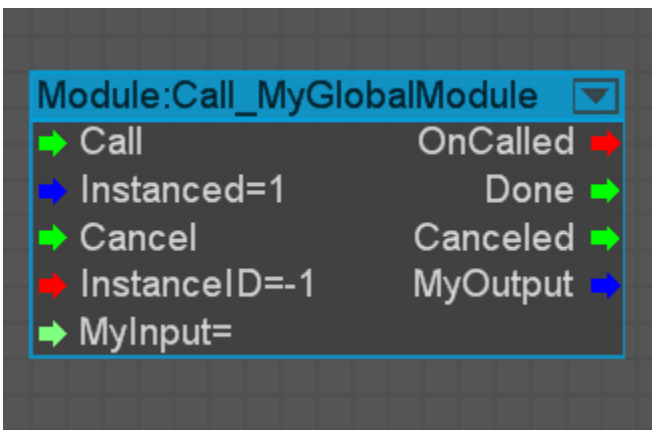 Module:Call_MyGlobalModule
Call OnCalled
Instanced=1 Done
Cancel Canceled
InstanceID=-1 MyOutput
MyInput=